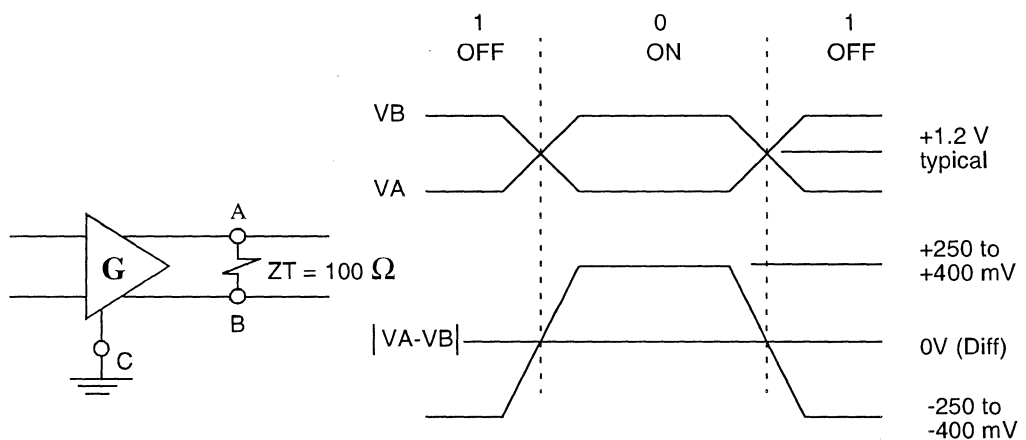 1 0 1
OFF ON OFF
VB
+1.2 V
typical
VA
A
G
ZT = 100 Ω
B
C
+250 to
+400 mV
|VA-VB|
0V (Diff)
-250 to
-400 mV